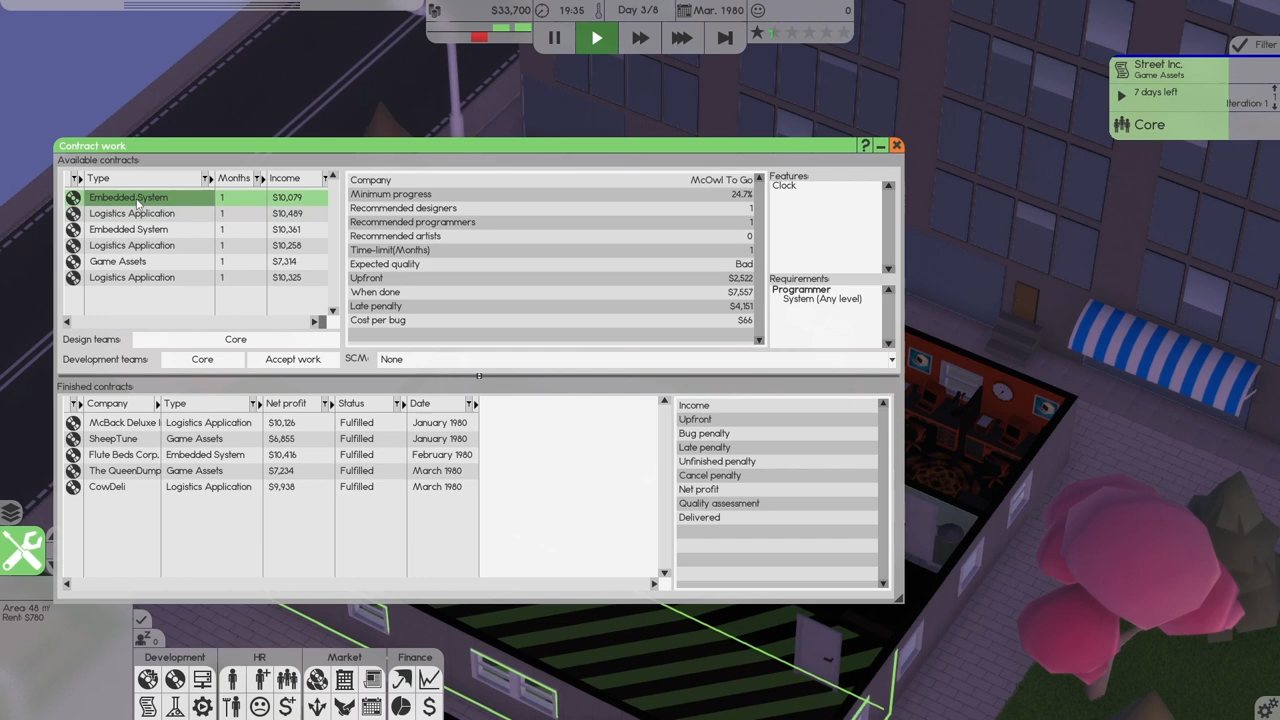 $33,700 19:35 Day 3/8 Mar. 1980 0
Filter
Street Inc.
Game Assets
7 days left
Iteration 1
1
Core
Contract work ?
Available contracts:
Type Months Income
Embedded System 1 $10,079
Logistics Application 1 $10,489
Embedded System 1 $10,361
Logistics Application 1 $10,258
Game Assets 1 $7,314
Logistics Application 1 $10,325
Company McOwl To Go
Minimum progress 24.7%
Recommended designers 1
Recommended programmers 1
Recommended artists 0
Time-limit(Months) 1
Expected quality Bad
Upfront $2,522
When done $7,557
Late penalty $4,151
Cost per bug $66
Features:
Clock
Requirements:
Programmer
System (Any level)
Design teams: Core
Development teams: Core Accept work SCM: None
Finished contracts:
Company Type Net profit Status Date
McBack Deluxe I Logistics Application $10,126 Fulfilled January 1980
SheepTune Game Assets $6,855 Fulfilled January 1980
Flute Beds Corp. Embedded System $10,416 Fulfilled February 1980
The QueenDump Game Assets $7,234 Fulfilled March 1980
CowDeli Logistics Application $9,938 Fulfilled March 1980
Income
Upfront
Bug penalty
Late penalty
Unfinished penalty
Cancel penalty
Net profit
Quality assessment
Delivered
Area: 48 m²
Rent: $780
0
Development HR Market Finance